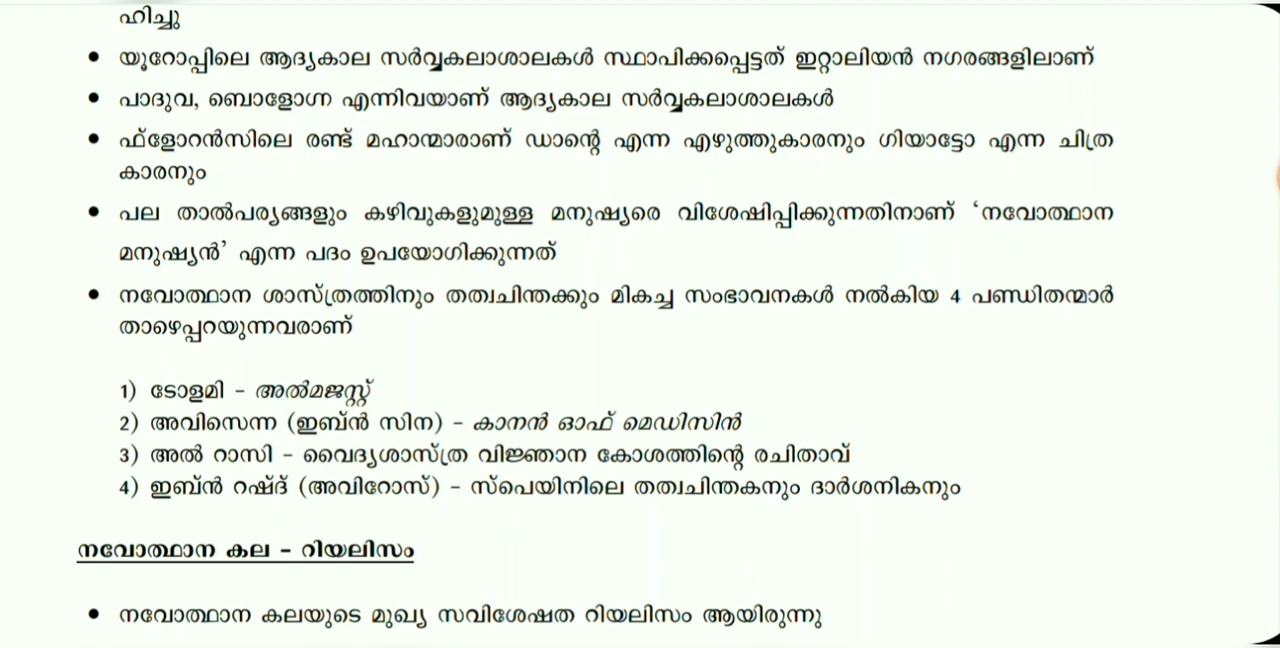 ഹിച്ചു
• യൂറോപ്പിലെ ആദ്യകാല സർവ്വകലാശാലകൾ സ്ഥാപിക്കപ്പെട്ടത് ഇറ്റാലിയൻ നഗരങ്ങളിലാണ്
• പാദുവ, ബൊളോഗ്ന എന്നിവയാണ് ആദ്യകാല സർവ്വകലാശാലകൾ
• ഫ്ളോറൻസിലെ രണ്ട് മഹാന്മാരാണ് ഡാന്റെ എന്ന എഴുത്തുകാരനും ഗിയാട്ടോ എന്ന ചിത്ര
കാരനും
• പല താൽപര്യങ്ങളും കഴിവുകളുമുള്ള മനുഷ്യരെ വിശേഷിപ്പിക്കുന്നതിനാണ് ‘നവോത്ഥാന
മനുഷ്യൻ’ എന്ന പദം ഉപയോഗിക്കുന്നത്
• നവോത്ഥാന ശാസ്ത്രത്തിനും തത്വചിന്തക്കും മികച്ച സംഭാവനകൾ നൽകിയ 4 പണ്ഡിതന്മാർ
താഴെപ്പറയുന്നവരാണ്
1) ടോളമി - അൽമജസ്റ്റ്
2) അവിസെന്ന (ഇബ്ൻ സിന) - കാനൻ ഓഫ് മെഡിസിൻ
3) അൽ റാസി - വൈദ്യശാസ്ത്ര വിജ്ഞാന കോശത്തിന്റെ രചിതാവ്
4) ഇബ്ൻ റഷ്ദ് (അവിറോസ്) - സ്പെയിനിലെ തത്വചിന്തകനും ദാർശനികനും
നവോത്ഥാന കല - റിയലിസം
• നവോത്ഥാന കലയുടെ മുഖ്യ സവിശേഷത റിയലിസം ആയിരുന്നു